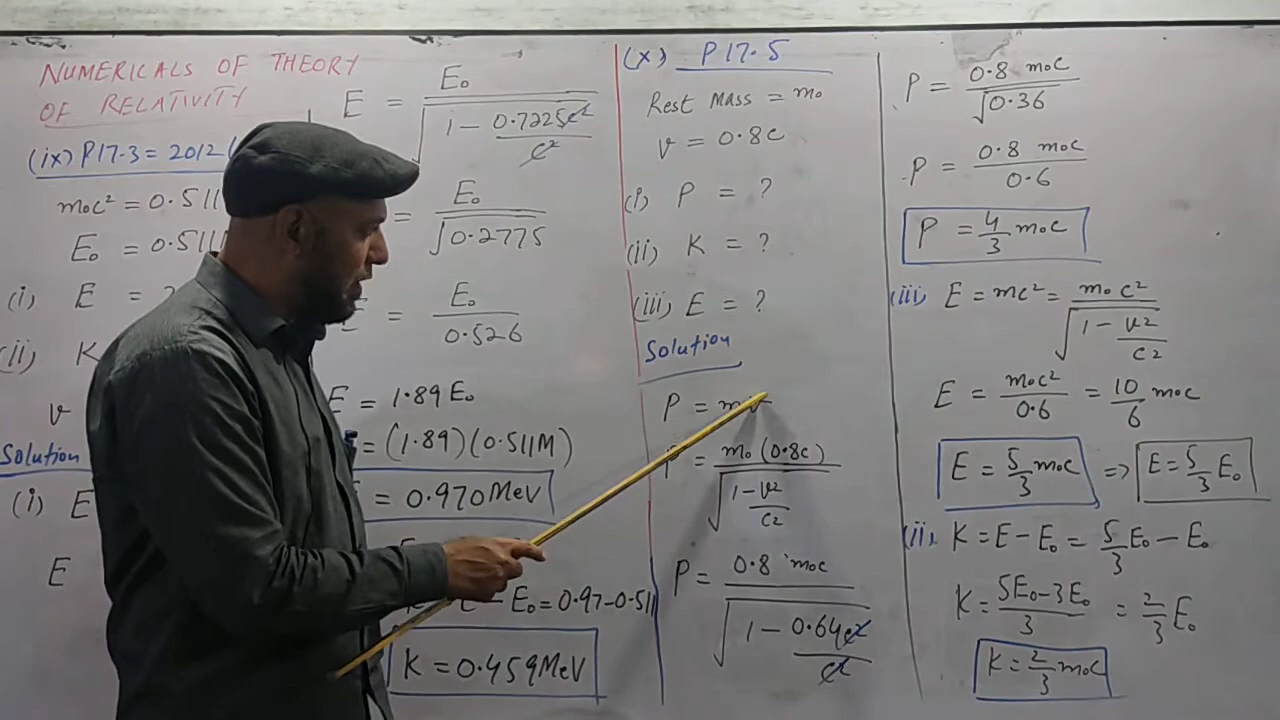 NUMERICALS OF THEORY
OF RELATIVITY
(ix) P17.3 = 2012 (
m₀c² = 0.511
E₀ = 0.511
(i) E = ?
(ii) K
v
Solution
(i) E
E
E = E₀ / √(1 - 0.7225c²/c²)
= E₀ / √0.2775
E = E₀ / 0.526
E = 1.89 E₀
= (1.89)(0.511M)
= 0.970MeV
E₀ = 0.97-0.511
K = 0.459MeV
(x) P17.5
Rest Mass = m₀
v = 0.8c
(i) P = ?
(ii) K = ?
(iii) E = ?
Solution
P = mv
P = m₀(0.8c) / √(1 - v²/c²)
P = 0.8 m₀c / √(1 - 0.64c²/c²)
P = 0.8 m₀c / √0.36
P = 0.8 m₀c / 0.6
P = 4/3 m₀c
(iii) E = mc² = m₀c² / √(1 - v²/c²)
E = m₀c²/0.6 = 10/6 m₀c
E = 5/3 m₀c => E = 5/3 E₀
(ii). K = E - E₀ = 5/3 E₀ - E₀
K = 5E₀-3E₀/3 = 2/3 E₀
K = 2/3 m₀c